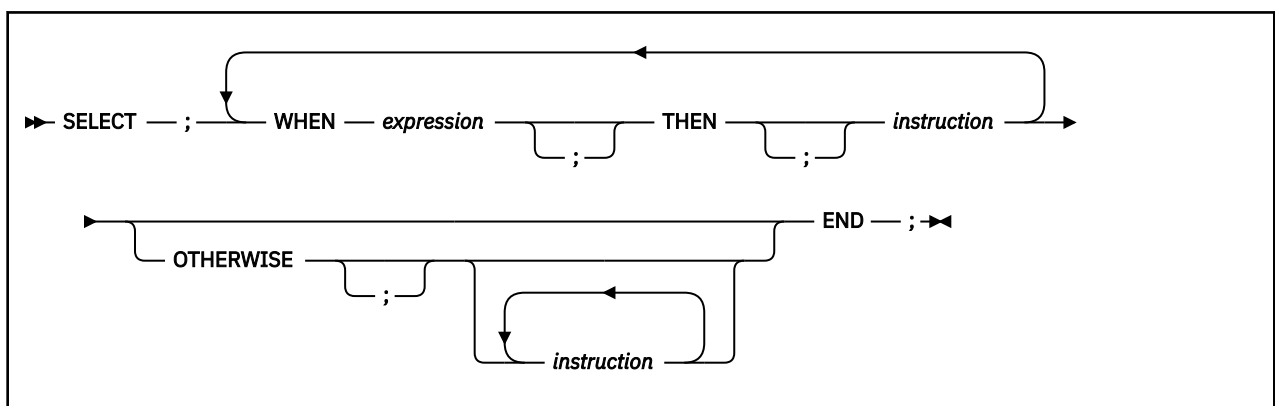 SELECT ; WHEN expression ; THEN ; instruction
END ;
OTHERWISE ;
instruction